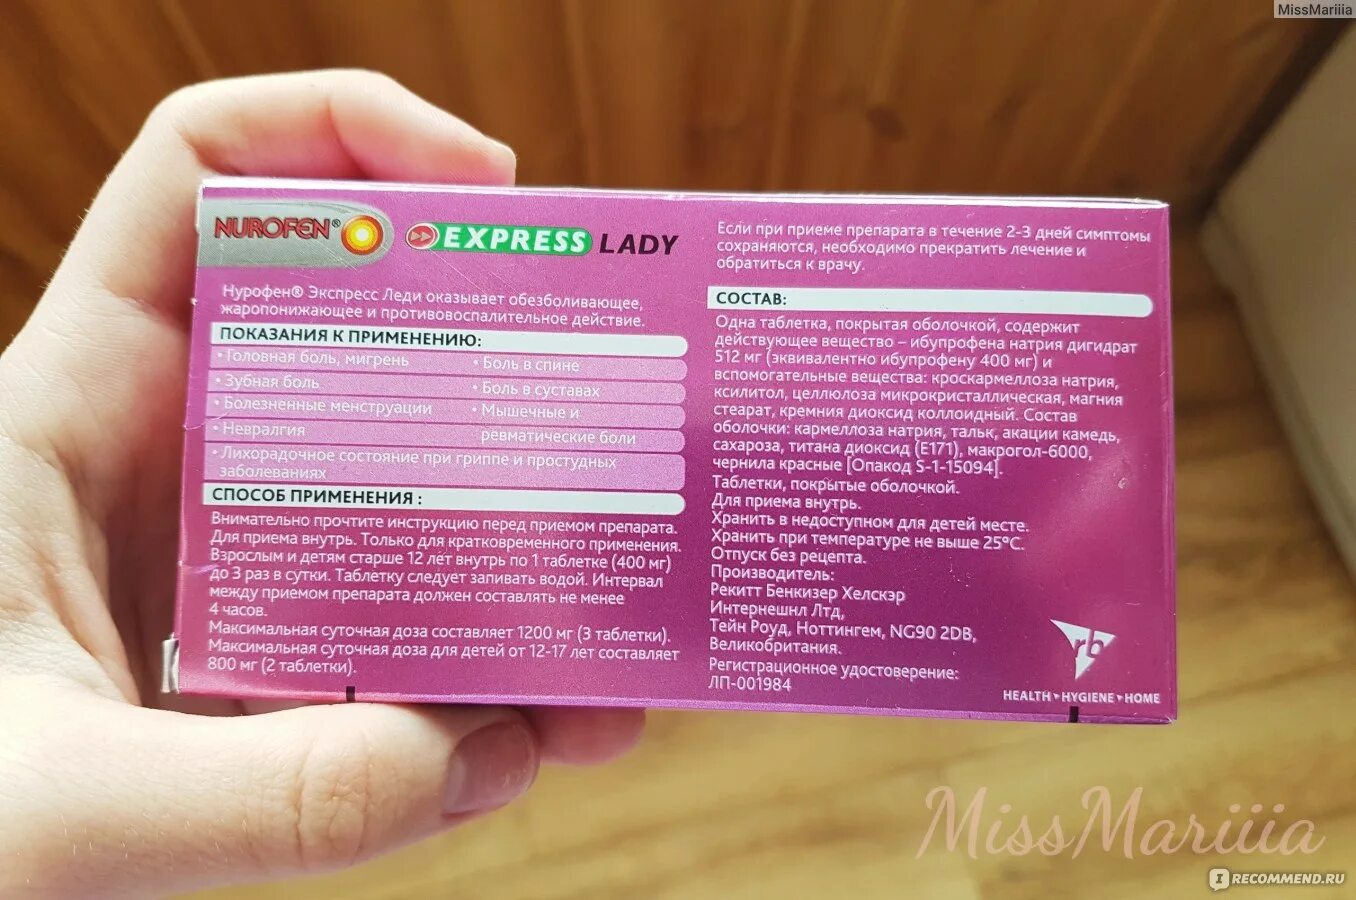 MissMariiia
NUROFEN®
EXPRESS LADY
Нурофен® Экспресс Леди оказывает обезболивающее,
жаропонижающее и противовоспалительное действие.
ПОКАЗАНИЯ К ПРИМЕНЕНИЮ:
• Головная боль, мигрень
• Боль в спине
• Зубная боль
• Боль в суставах
• Болезненные менструации
• Мышечные и
ревматические боли
• Невралгия
• Лихорадочное состояние при гриппе и простудных
заболеваниях
СПОСОБ ПРИМЕНЕНИЯ :
Внимательно прочтите инструкцию перед приемом препарата.
Для приема внутрь. Только для кратковременного применения.
Взрослым и детям старше 12 лет внутрь по 1 таблетке (400 мг)
до 3 раз в сутки. Таблетку следует запивать водой. Интервал
между приемом препарата должен составлять не менее
4 часов.
Максимальная суточная доза составляет 1200 мг (3 таблетки).
Максимальная суточная доза для детей от 12-17 лет составляет
800 мг (2 таблетки).
Если при приеме препарата в течение 2-3 дней симптомы
сохраняются, необходимо прекратить лечение и
обратиться к врачу.
СОСТАВ:
Одна таблетка, покрытая оболочкой, содержит
действующее вещество – ибупрофена натрия дигидрат
512 мг (эквивалентно ибупрофену 400 мг) и
вспомогательные вещества: кроскармеллоза натрия,
ксилитол, целлюлоза микрокристаллическая, магния
стеарат, кремния диоксид коллоидный. Состав
оболочки: кармеллоза натрия, тальк, акации камедь,
сахароза, титана диоксид (Е171), макрогол-6000,
чернила красные [Опакод S-1-15094].
Таблетки, покрытые оболочкой.
Для приема внутрь.
Хранить в недоступном для детей месте.
Хранить при температуре не выше 25°С.
Отпуск без рецепта.
Производитель:
Рекитт Бенкизер Хелскэр
Интернешнл Лтд,
Тейн Роуд, Ноттингем, NG90 2DB,
Великобритания.
Регистрационное удостоверение:
ЛП-001984
rb
HEALTH • HYGIENE • HOME
MissMariiia
I RECOMMEND.RU